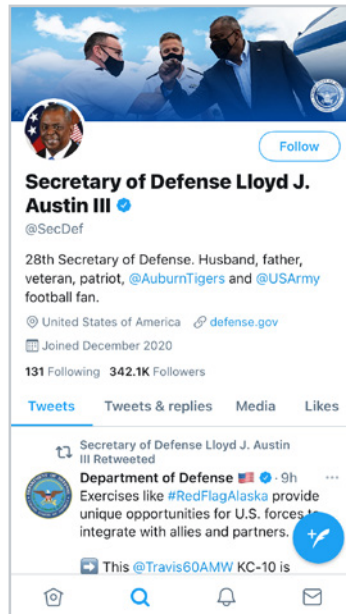 Follow
Secretary of Defense Lloyd J.
Austin III
@SecDef
28th Secretary of Defense. Husband, father,
veteran, patriot, @AuburnTigers and @USArmy
football fan.
United States of America defense.gov
Joined December 2020
131 Following 342.1K Followers
Tweets Tweets & replies Media Likes
Secretary of Defense Lloyd J. Austin
III Retweeted
Department of Defense 🇺🇸 · 9h ...
Exercises like #RedFlagAlaska provide
unique opportunities for U.S. forces to
integrate with allies and partners.
➡️ This @Travis60AMW KC-10 is